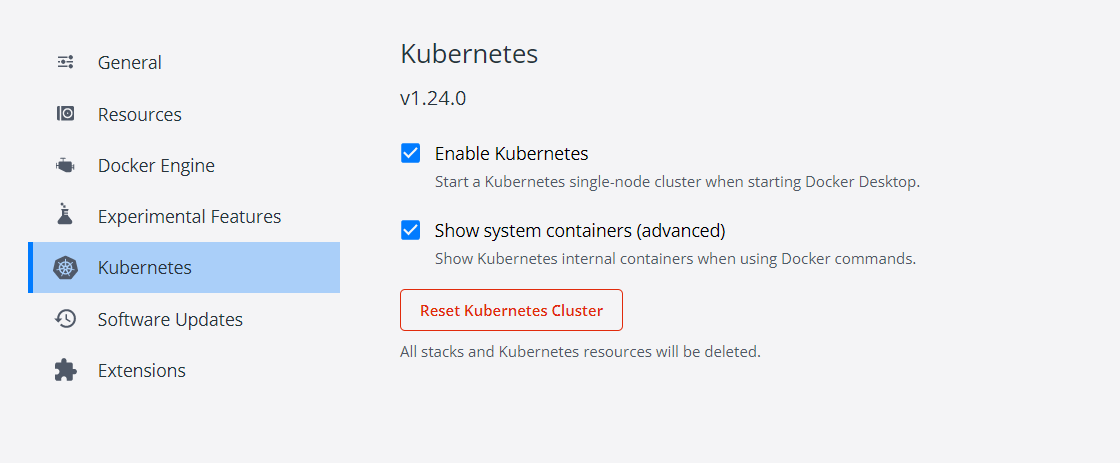 General
Resources
Docker Engine
Experimental Features
Kubernetes
Software Updates
Extensions
Kubernetes
v1.24.0
Enable Kubernetes
Start a Kubernetes single-node cluster when starting Docker Desktop.
Show system containers (advanced)
Show Kubernetes internal containers when using Docker commands.
Reset Kubernetes Cluster
All stacks and Kubernetes resources will be deleted.